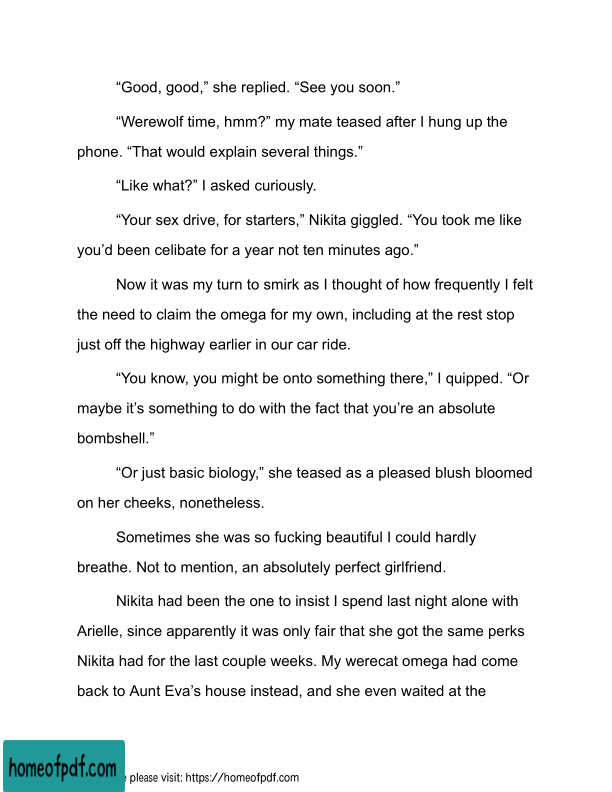 “Good, good,” she replied. “See you soon.”
“Werewolf time, hmm?” my mate teased after I hung up the
phone. “That would explain several things.”
“Like what?” I asked curiously.
“Your sex drive, for starters,” Nikita giggled. “You took me like
you’d been celibate for a year not ten minutes ago.”
Now it was my turn to smirk as I thought of how frequently I felt
the need to claim the omega for my own, including at the rest stop
just off the highway earlier in our car ride.
“You know, you might be onto something there,” I quipped. “Or
maybe it’s something to do with the fact that you’re an absolute
bombshell.”
“Or just basic biology,” she teased as a pleased blush bloomed
on her cheeks, nonetheless.
Sometimes she was so fucking beautiful I could hardly
breathe. Not to mention, an absolutely perfect girlfriend.
Nikita had been the one to insist I spend last night alone with
Arielle, since apparently it was only fair that she got the same perks
Nikita had for the last couple weeks. My werecat omega had come
back to Aunt Eva’s house instead, and she even waited at the
homeofpdf.com
please visit: https://homeofpdf.com